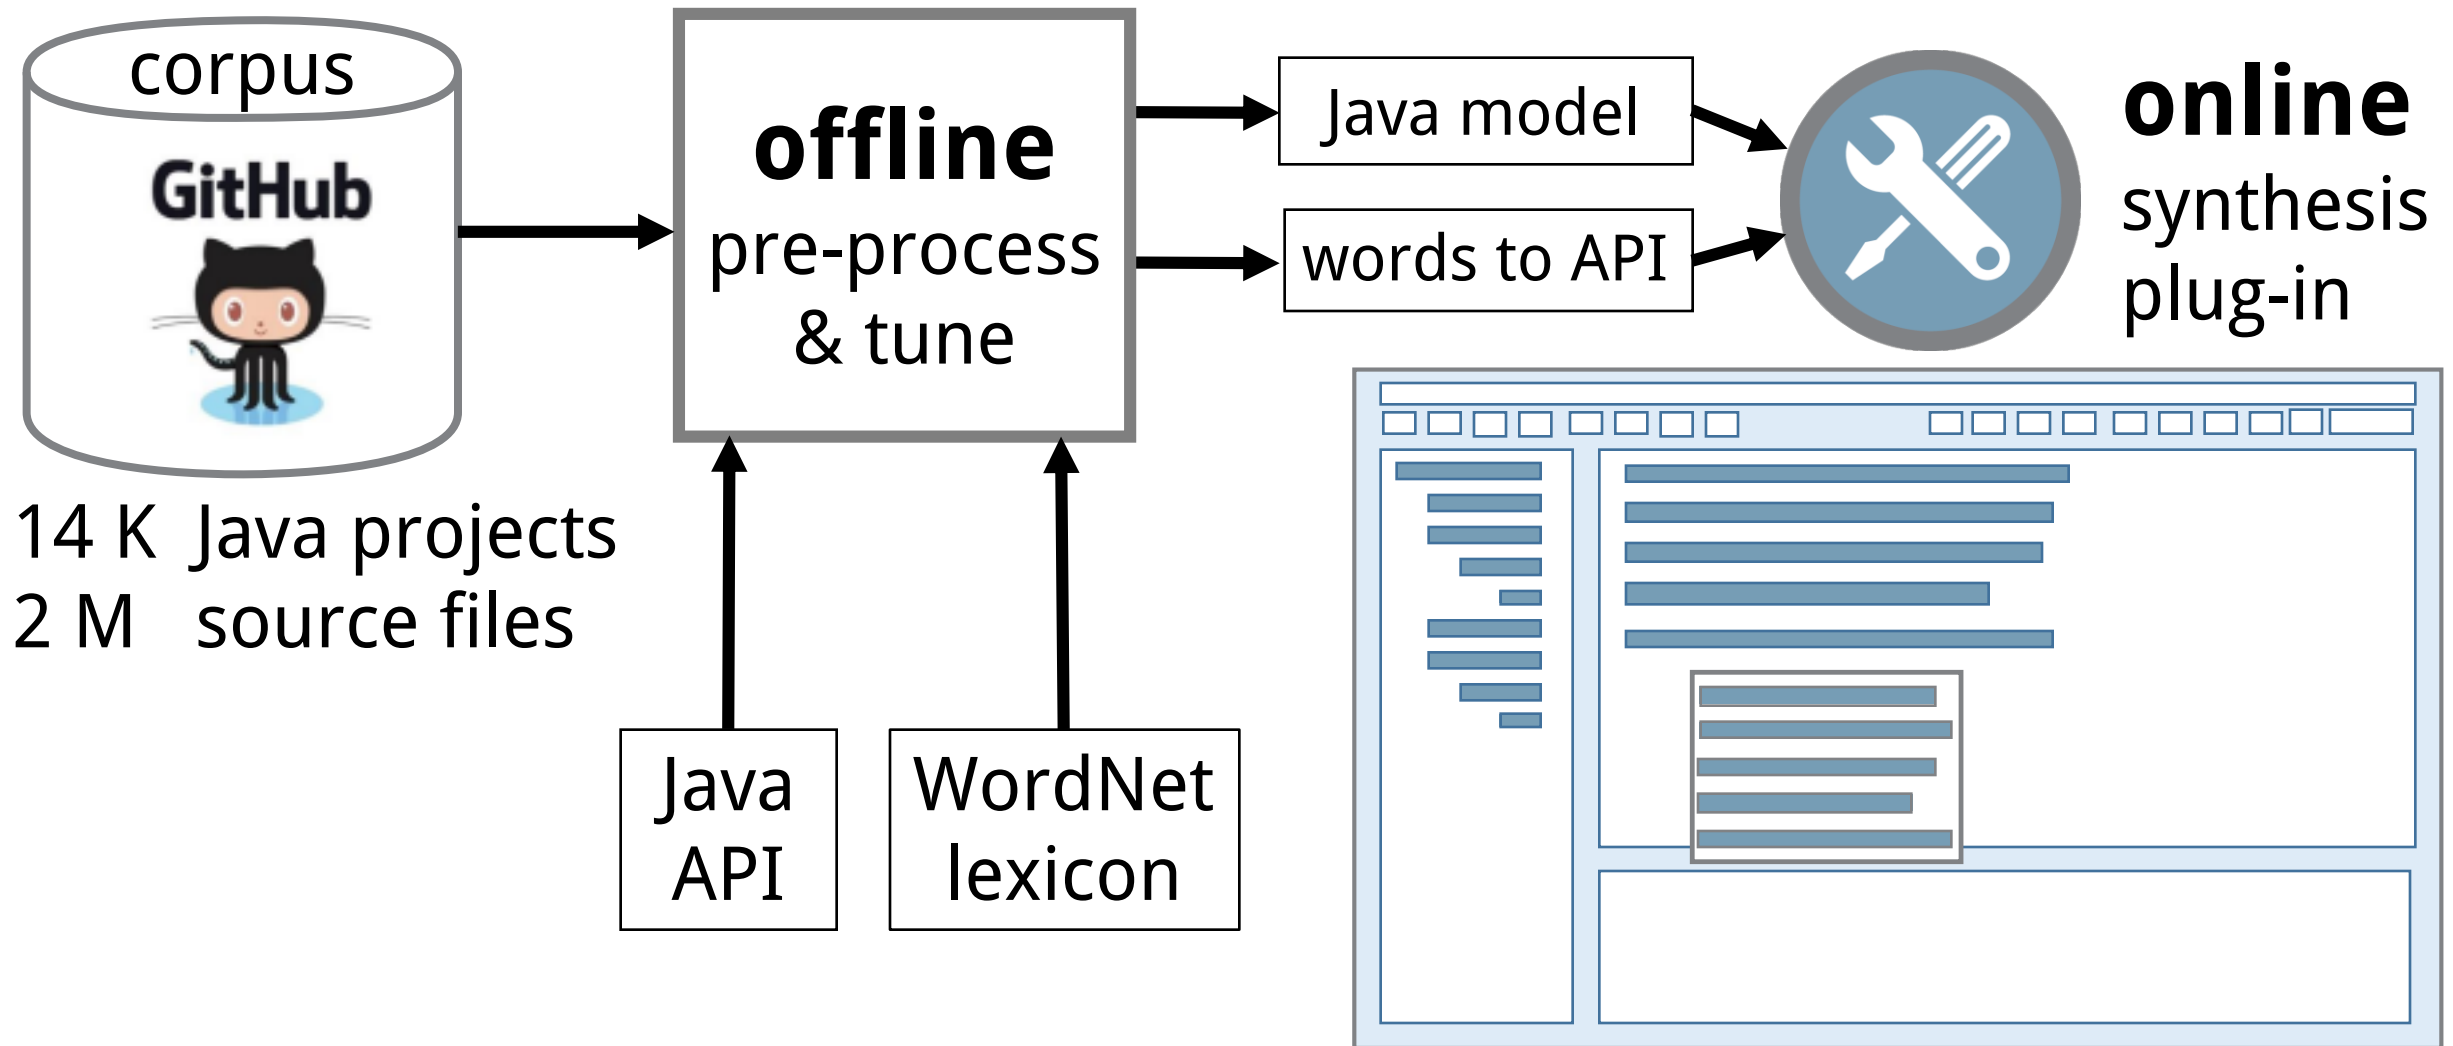 corpus
GitHub
14 K Java projects
2 M source files
offline
pre-process
& tune
Java
API
WordNet
lexicon
Java model
words to API
online
synthesis
plug-in